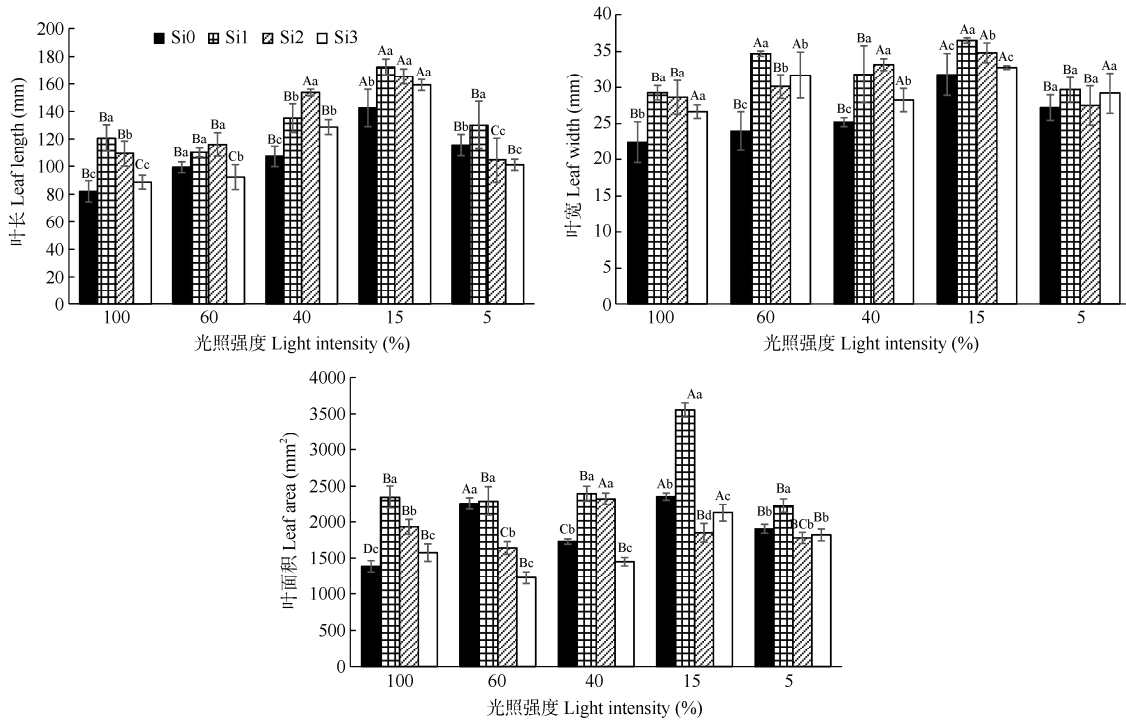 Si0 Si1 Si2 Si3
叶长 Leaf length (mm)
200
180
160
140
120
100
80
60
40
20
0
Bc Ba Bb Cc
Ba Ba Ba Cb
Bc Bb Aa Bb
Ab Aa Aa Aa
Bb Ba Cc Bc
100 60 40 15 5
光照强度 Light intensity (%)
叶宽 Leaf width (mm)
40
35
30
25
20
15
10
5
0
Bb Ba Ba Aa
Bc Aa Bb Ab
Bc Ba Aa Ab
Ac Aa Ab Ac
Ba Ba Ba Aa
100 60 40 15 5
光照强度 Light intensity (%)
叶面积 Leaf area (mm²)
4000
3500
3000
2500
2000
1500
1000
500
0
Dc Ba Bb Bc
Aa Ba Cb Bc
Cb Ba Aa Bc
Ab Aa Bd Ac
Bb Ba BCb Bb
100 60 40 15 5
光照强度 Light intensity (%)